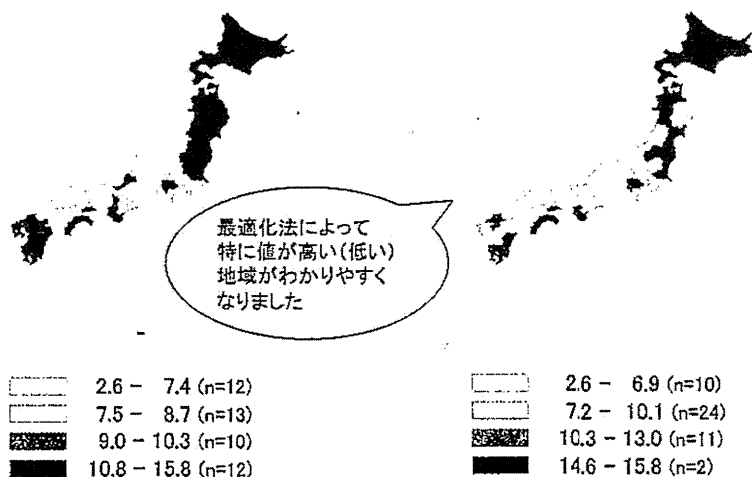 最適化法によって
特に値が高い(低い)
地域がわかりやすく
なりました
2.6 - 7.4 (n=12)
7.5 - 8.7 (n=13)
9.0 - 10.3 (n=10)
10.8 - 15.8 (n=12)
2.6 - 6.9 (n=10)
7.2 - 10.1 (n=24)
10.3 - 13.0 (n=11)
14.6 - 15.8 (n=2)